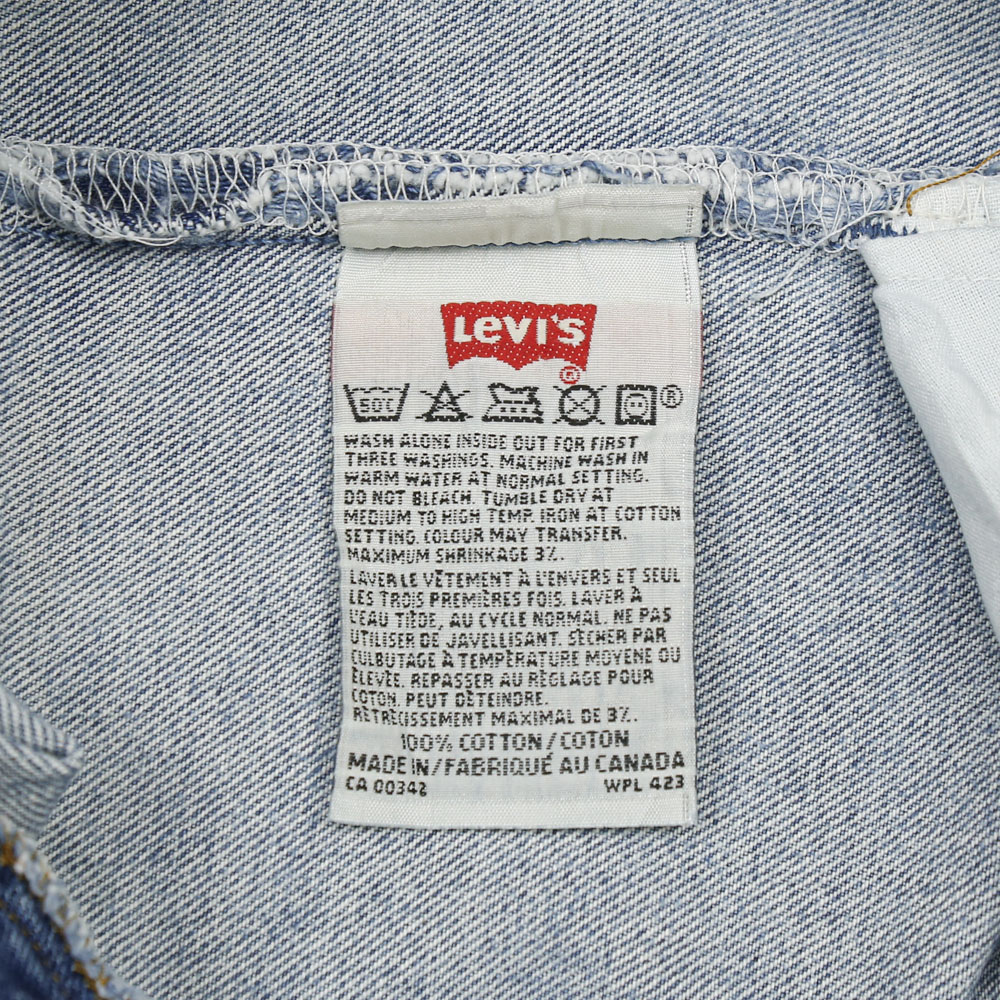 Levi's
®
50C
®
WASH ALONE INSIDE OUT FOR FIRST
THREE WASHINGS. MACHINE WASH IN
WARM WATER AT NORMAL SETTING.
DO NOT BLEACH. TUMBLE DRY AT
MEDIUM TO HIGH TEMP. IRON AT COTTON
SETTING. COLOUR MAY TRANSFER.
MAXIMUM SHRINKAGE 3%.
LAVER LE VÊTEMENT À L'ENVERS ET SEUL
LES TROIS PREMIÈRES FOIS. LAVER À
L'EAU TIÈDE, AU CYCLE NORMAL. NE PAS
UTILISER DE JAVELLISANT. SÉCHER PAR
CULBUTAGE À TEMPÉRATURE MOYENE OU
ÉLEVÉE. REPASSER AU RÉGLAGE POUR
COTON. PEUT DÉTEINDRE.
RÉTRÉCISSEMENT MAXIMAL DE 3%.
100% COTTON/COTON
MADE IN/FABRIQUÉ AU CANADA
CA 00342 WPL 423